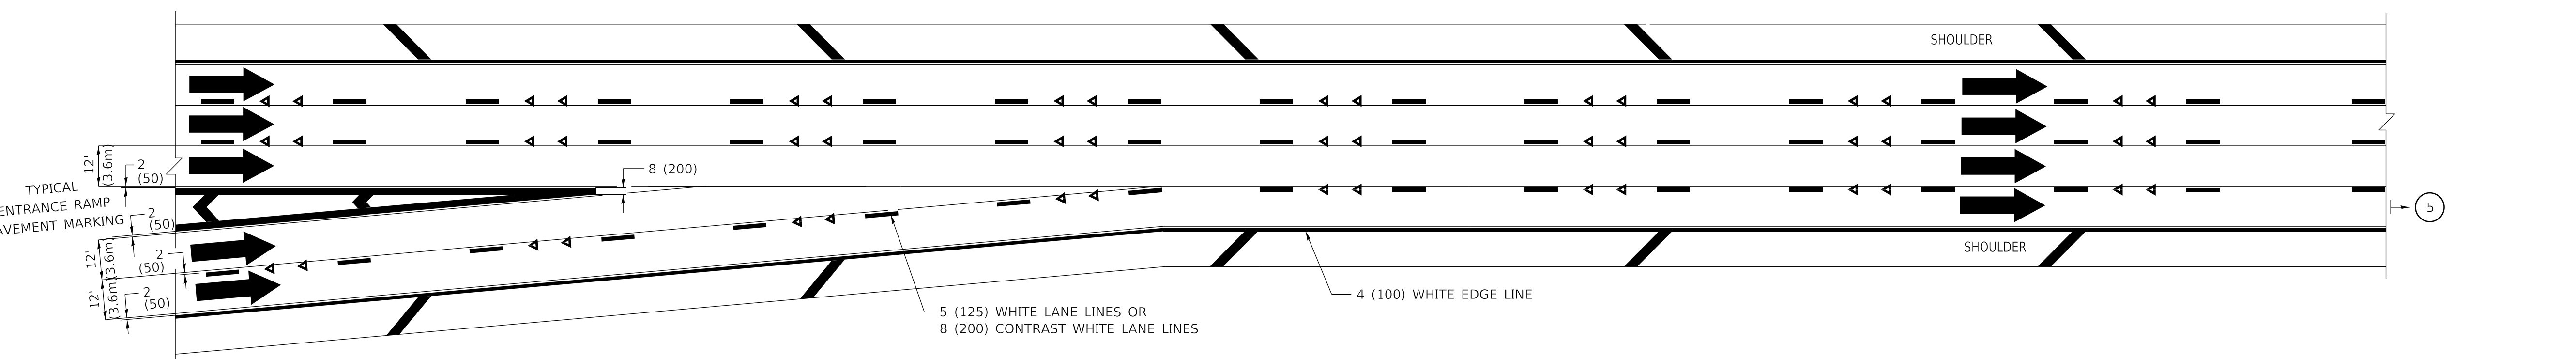 SHOULDER
12'
(3.6m)
2
(50)
8 (200)
TYPICAL
ENTRANCE RAMP
PAVEMENT MARKING
2
(50)
5
12'
(3.6m)
2
(50)
SHOULDER
12'
(3.6m)
2
(50)
4 (100) WHITE EDGE LINE
5 (125) WHITE LANE LINES OR
8 (200) CONTRAST WHITE LANE LINES